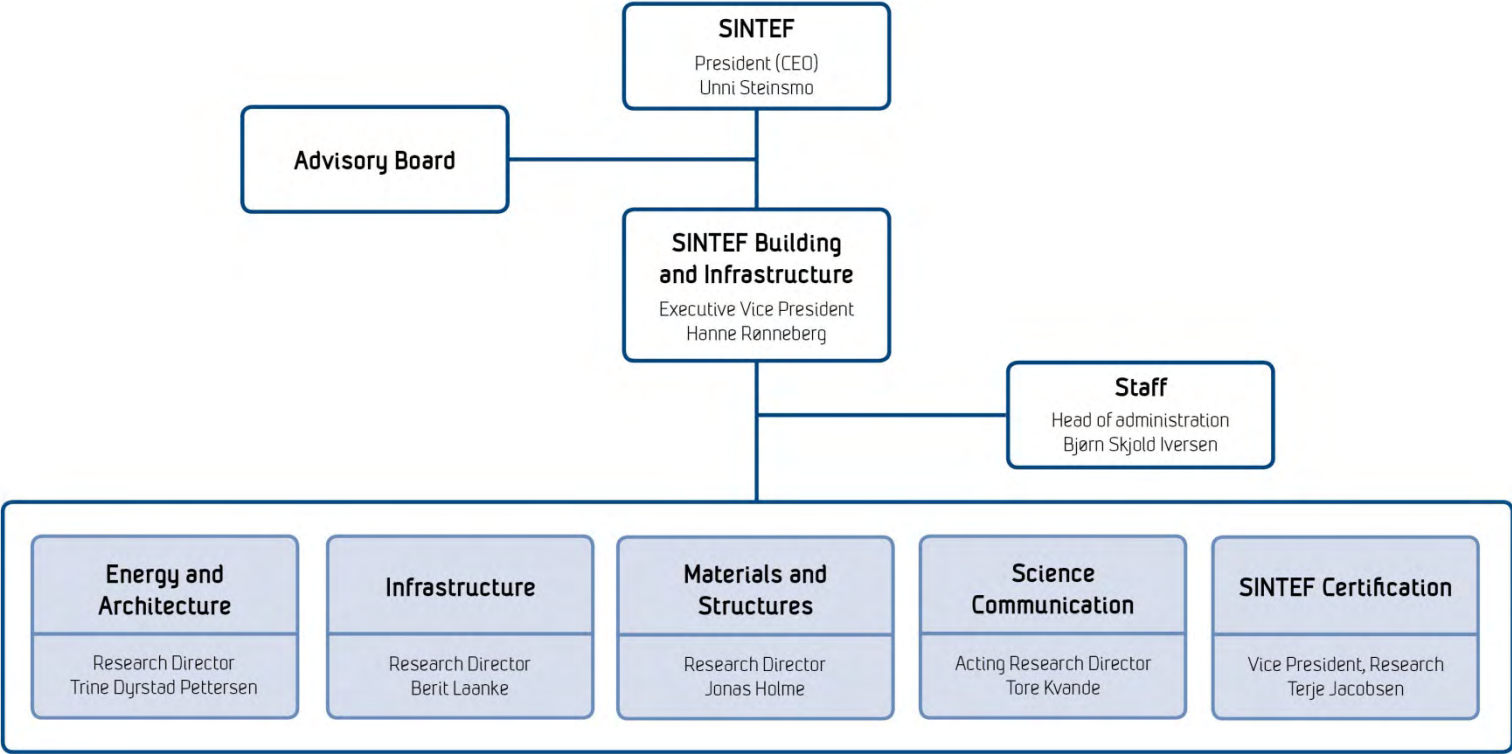 SINTEF
President (CEO)
Unni Steinsmo
Advisory Board
SINTEF Building
and Infrastructure
Executive Vice President
Hanne Rønneberg
Staff
Head of administration
Bjørn Skjold Iversen
Energy and
Architecture
Research Director
Trine Dyrstad Pettersen
Infrastructure
Research Director
Berit Laanke
Materials and
Structures
Research Director
Jonas Holme
Science
Communication
Acting Research Director
Tore Kvande
SINTEF Certification
Vice President, Research
Terje Jacobsen